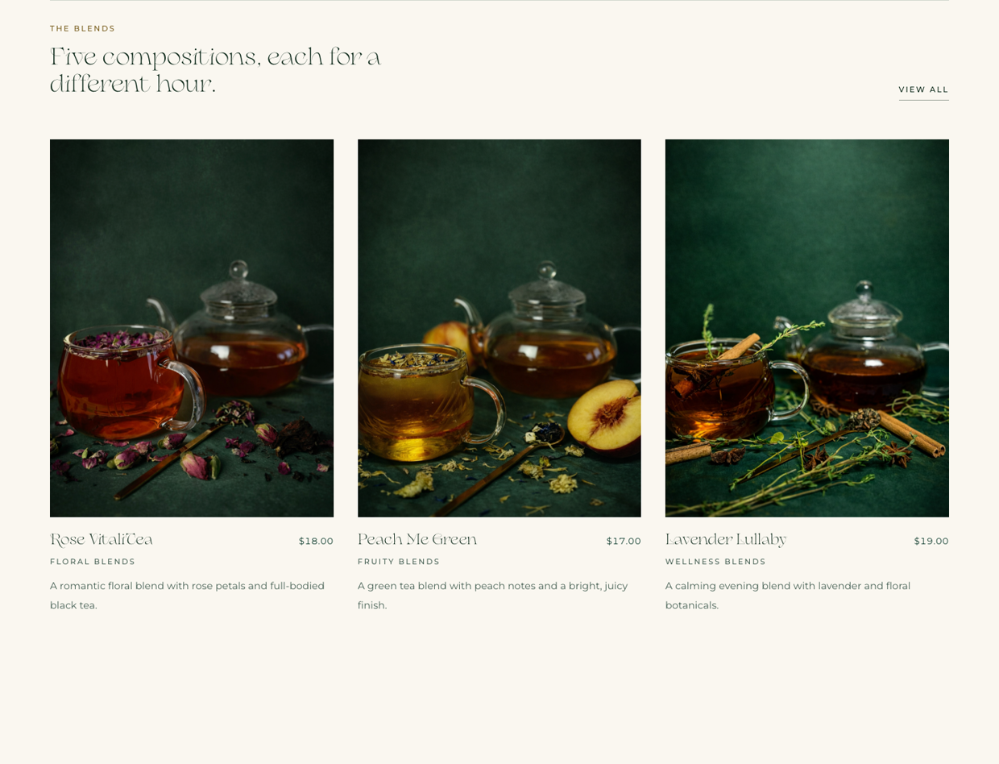 THE BLENDS
Five compositions, each for a
different hour.
VIEW ALL
Rose VitaliTea
$18.00
FLORAL BLENDS
A romantic floral blend with rose petals and full-bodied
black tea.
Peach Me Green
$17.00
FRUITY BLENDS
A green tea blend with peach notes and a bright, juicy
finish.
Lavender Lullaby
$19.00
WELLNESS BLENDS
A calming evening blend with lavender and floral
botanicals.